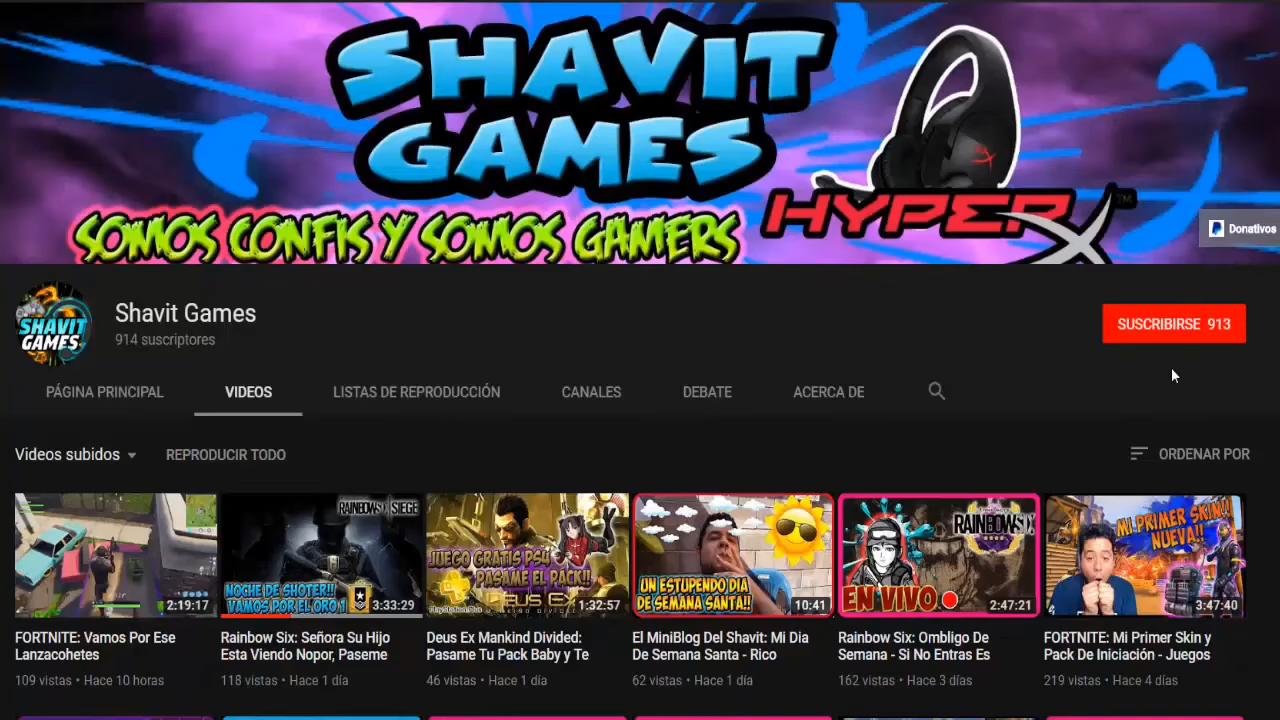 SHAVIT
GAMES
SOMOS CONFIS Y SOMOS GAMERS
HYPERX
TM
Donativos
SHAVIT
GAMES
Shavit Games
914 suscriptores
SUSCRIBIRSE 913
PÁGINA PRINCIPAL VIDEOS LISTAS DE REPRODUCCIÓN CANALES DEBATE ACERCA DE
Videos subidos REPRODUCIR TODO ORDENAR POR
2:19:17
RAINBOW SIX SIEGE
NOCHE DE SHOTER!!
VAMOS POR EL ORO 1
3:33:29
JUEGO GRATIS PS4
PASAME EL PACK!!
DEUS EX
1:32:57
UN ESTUPENDO DIA
DE SEMANA SANTA!!
10:41
RAINBOW SIX
EN VIVO
2:47:21
MI PRIMER SKIN!!
NUEVA!!
3:47:40
FORTNITE: Vamos Por Ese
Lanzacohetes
109 vistas • Hace 10 horas
Rainbow Six: Señora Su Hijo
Esta Viendo Nopor, Paseme
118 vistas • Hace 1 día
Deus Ex Mankind Divided:
Pasame Tu Pack Baby y Te
46 vistas • Hace 1 día
El MiniBlog Del Shavit: Mi Dia
De Semana Santa - Rico
62 vistas • Hace 1 día
Rainbow Six: Ombligo De
Semana - Si No Entras Es
162 vistas • Hace 3 días
FORTNITE: Mi Primer Skin y
Pack De Iniciación - Juegos
219 vistas • Hace 4 días